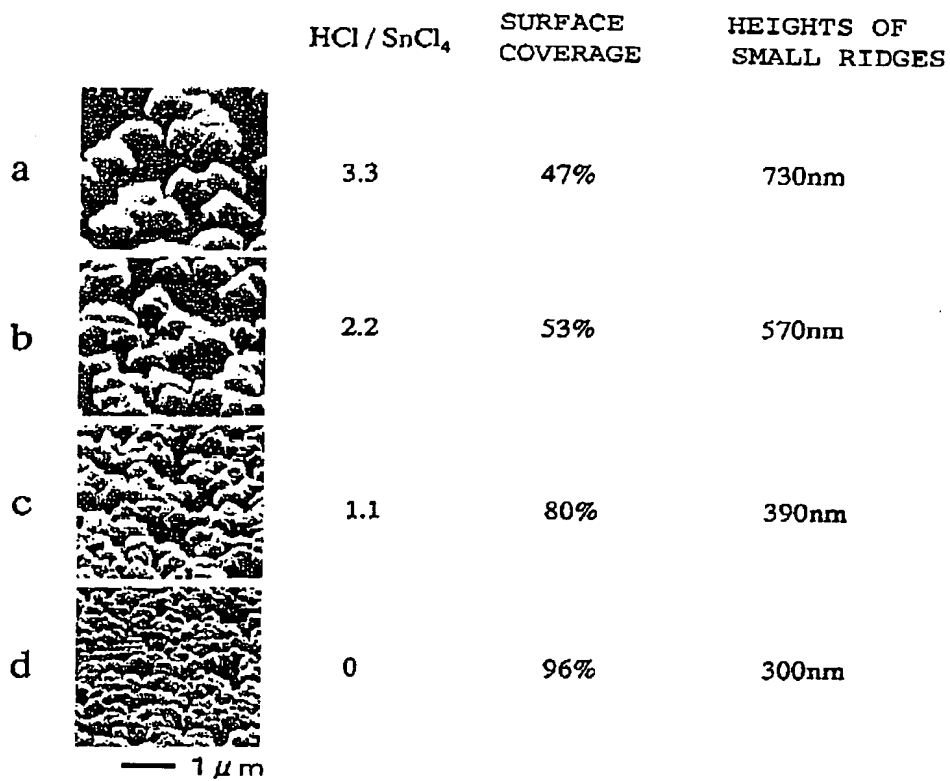 HCl / SnCl₄ SURFACE COVERAGE HEIGHTS OF SMALL RIDGES
a 3.3 47% 730nm
b 2.2 53% 570nm
c 1.1 80% 390nm
d 0 96% 300nm
1 μm